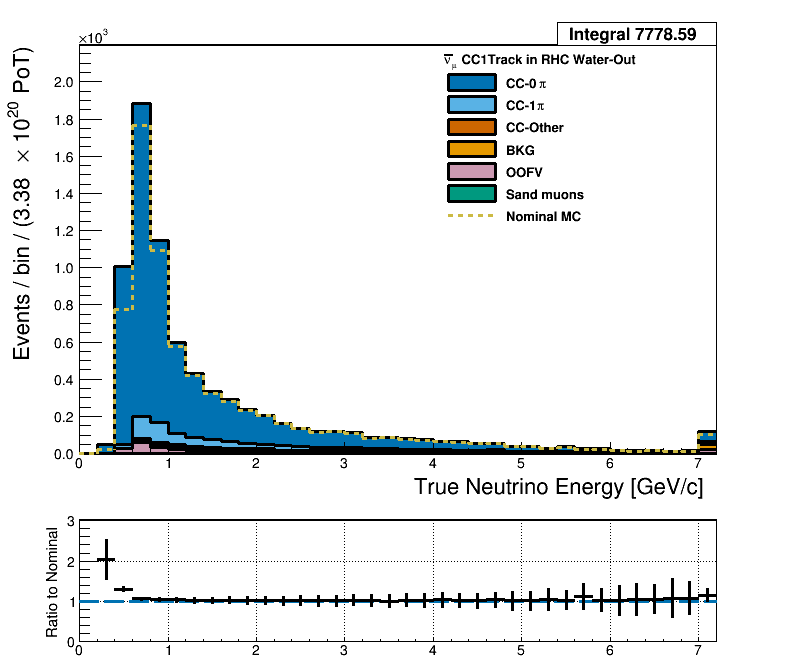 Integral 7778.59
×10³
ν̅μ CC1Track in RHC Water-Out
CC-0 π
CC-1 π
CC-Other
BKG
OOFV
Sand muons
Nominal MC
Events / bin / (3.38 × 10²⁰ PoT)
2.0
1.8
1.6
1.4
1.2
1.0
0.8
0.6
0.4
0.2
0.0
0 1 2 3 4 5 6 7
True Neutrino Energy [GeV/c]
Ratio to Nominal
3
2
1
0
0 1 2 3 4 5 6 7